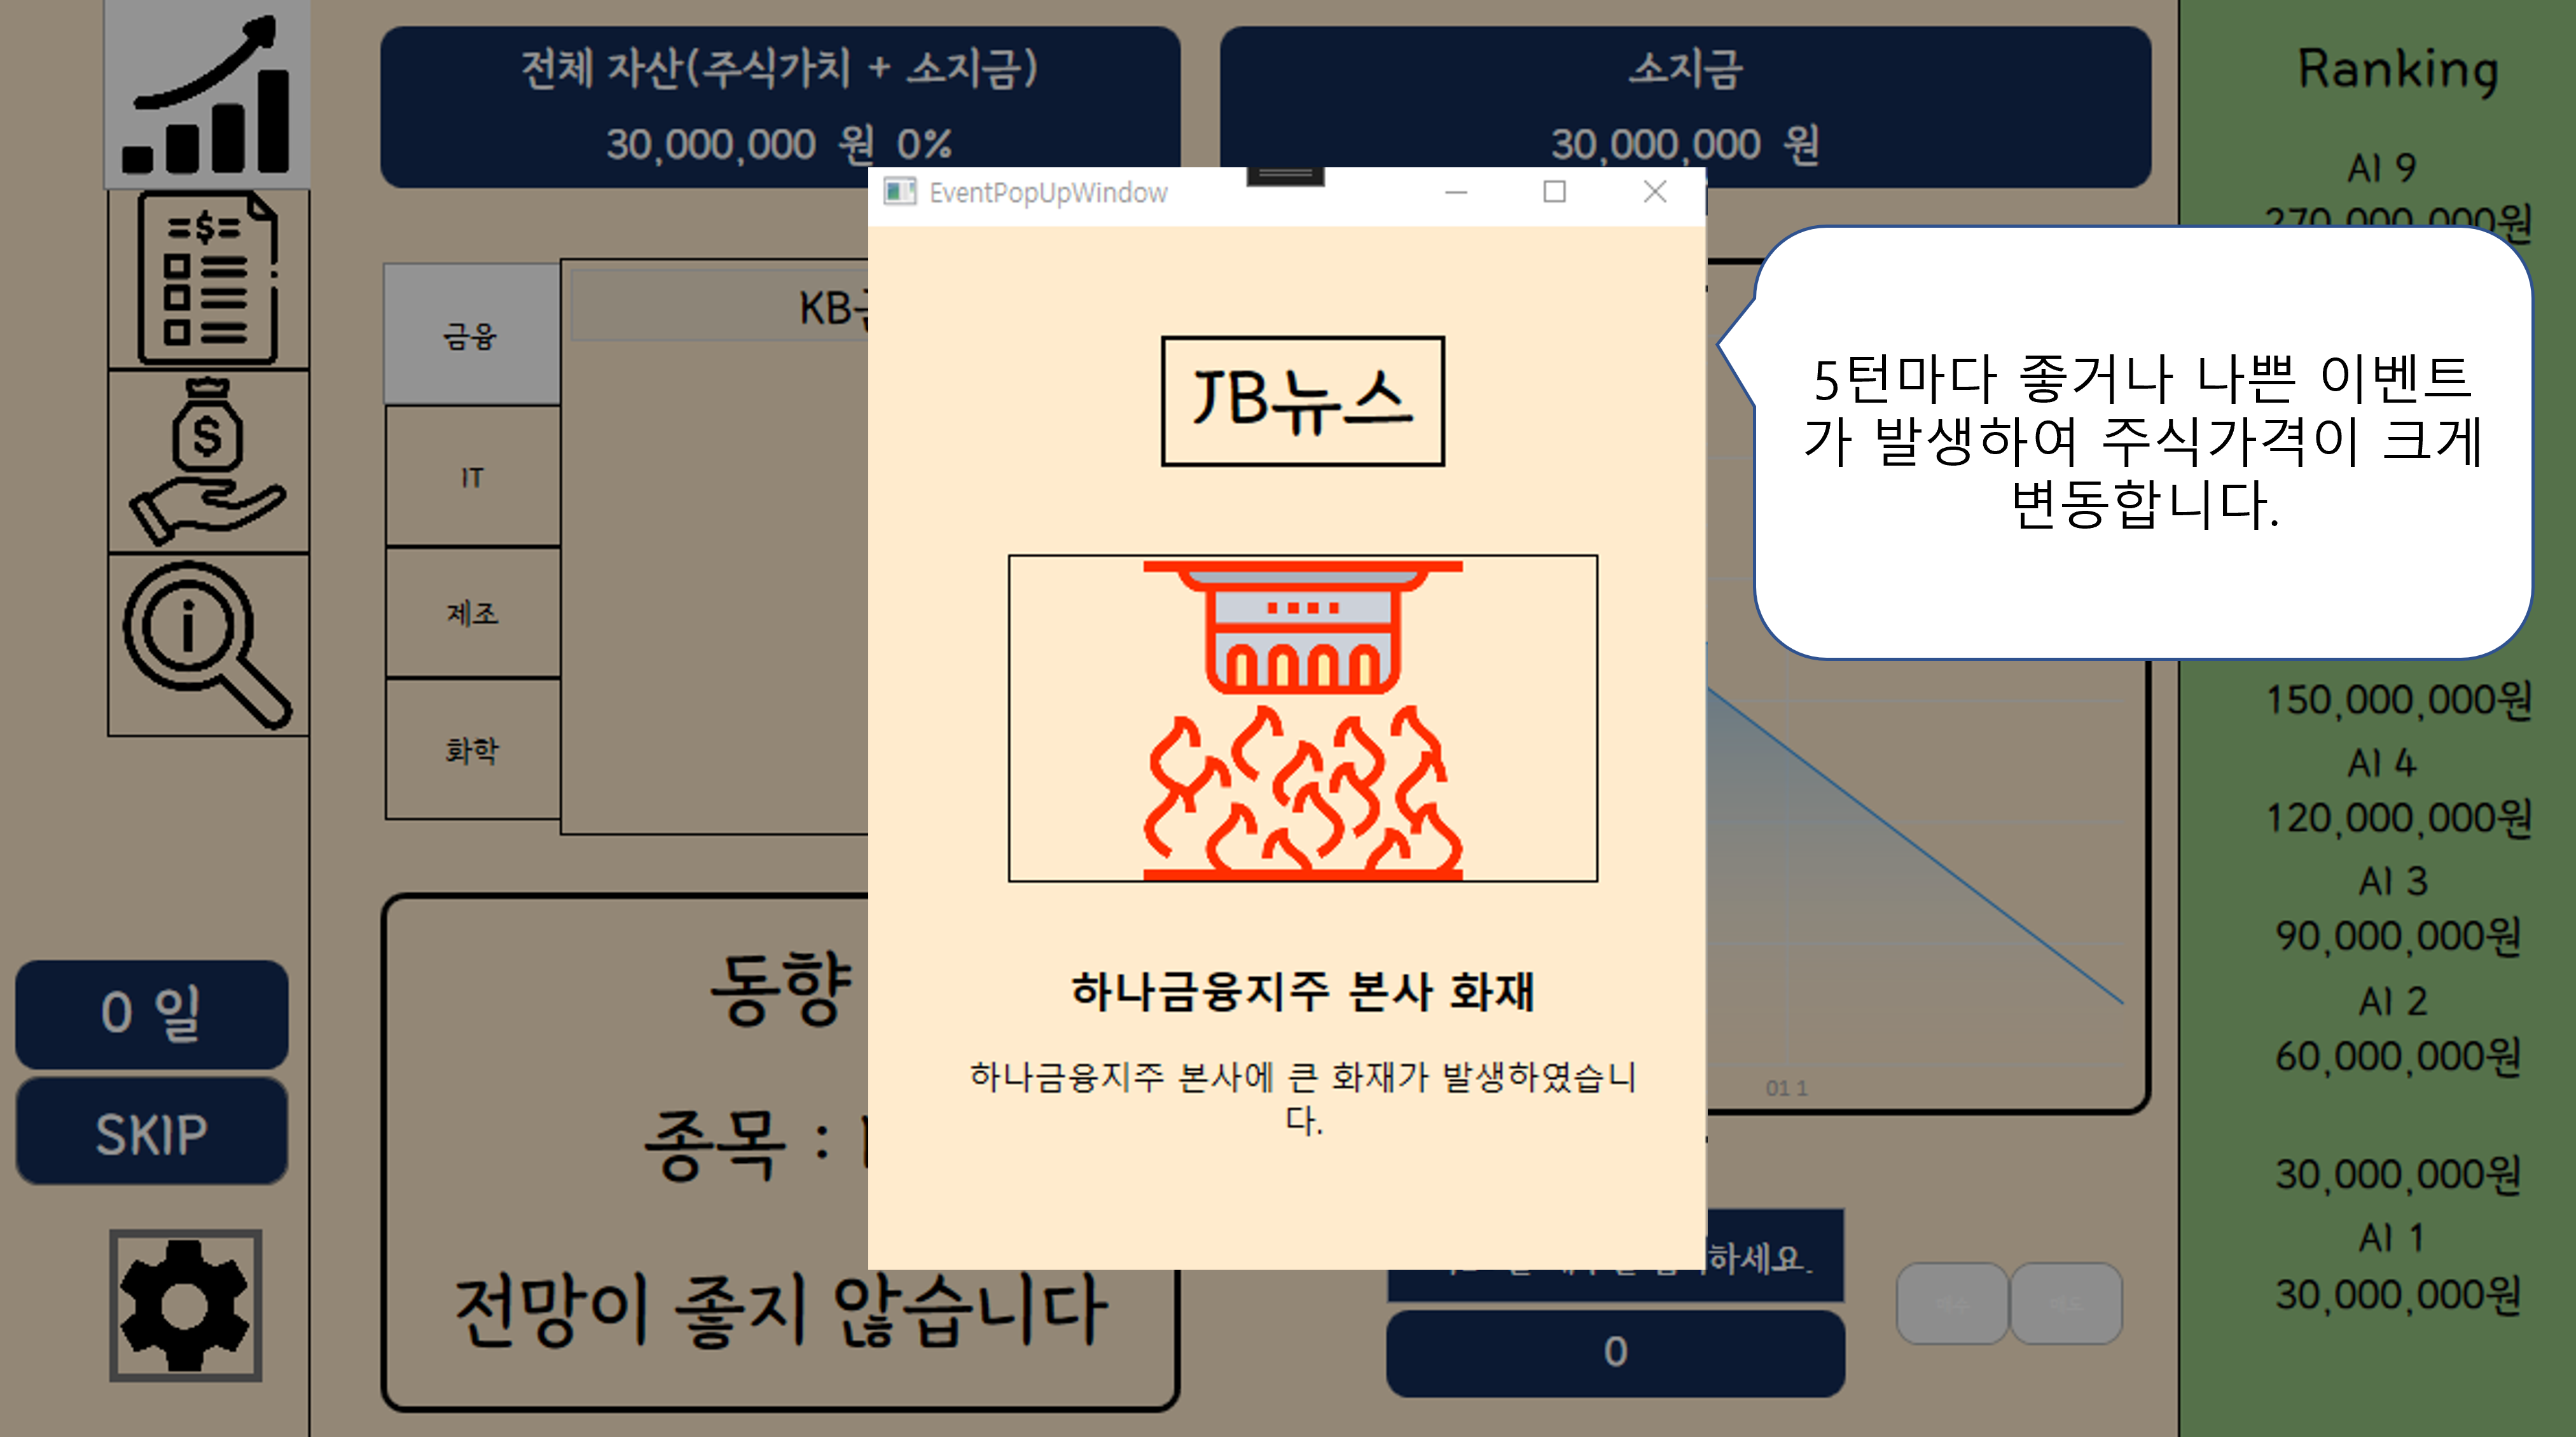 전체 자산(주식가치 + 소지금)
30,000,000 원 0%
소지금
30,000,000 원
Ranking
AI 9
270,000,000원
EventPopUpWindow
5턴마다 좋거나 나쁜 이벤트
가 발생하여 주식가격이 크게
변동합니다.
금융
IT
제조
화학
KB
JB뉴스
하나금융지주 본사 화재
하나금융지주 본사에 큰 화재가 발생하였습니
다.
동향
종목 :
전망이 좋지 않습니다
0 일
SKIP
01 1
하세요.
0
150,000,000원
AI 4
120,000,000원
AI 3
90,000,000원
AI 2
60,000,000원
30,000,000원
AI 1
30,000,000원